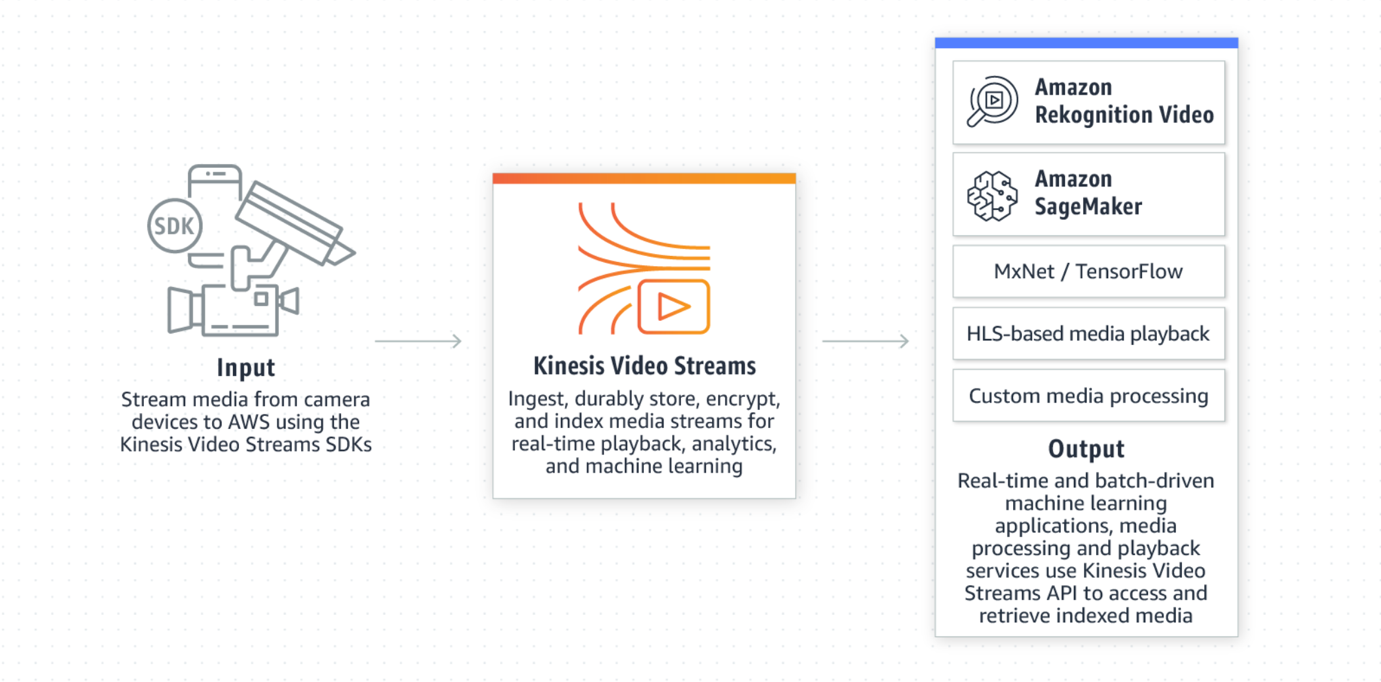 SDK
Input
Stream media from camera
devices to AWS using the
Kinesis Video Streams SDKs
Kinesis Video Streams
Ingest, durably store, encrypt,
and index media streams for
real-time playback, analytics,
and machine learning
Amazon
Rekognition Video
Amazon
SageMaker
MxNet / TensorFlow
HLS-based media playback
Custom media processing
Output
Real-time and batch-driven
machine learning
applications, media
processing and playback
services use Kinesis Video
Streams API to access and
retrieve indexed media